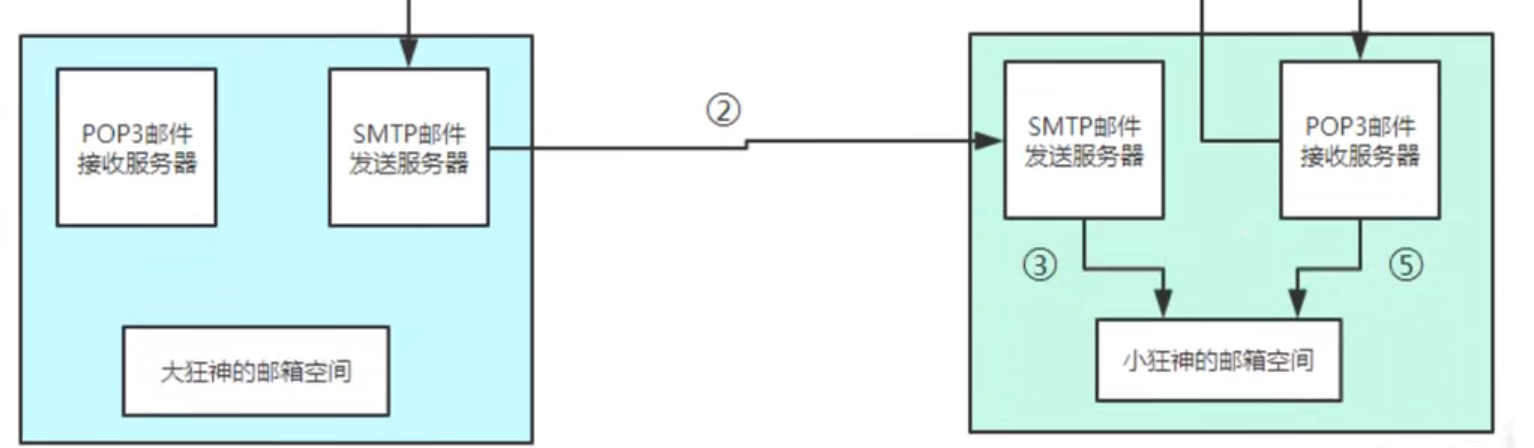 ②
POP3邮件
接收服务器
SMTP邮件
发送服务器
SMTP邮件
发送服务器
POP3邮件
接收服务器
③
⑤
大狂神的邮箱空间
小狂神的邮箱空间